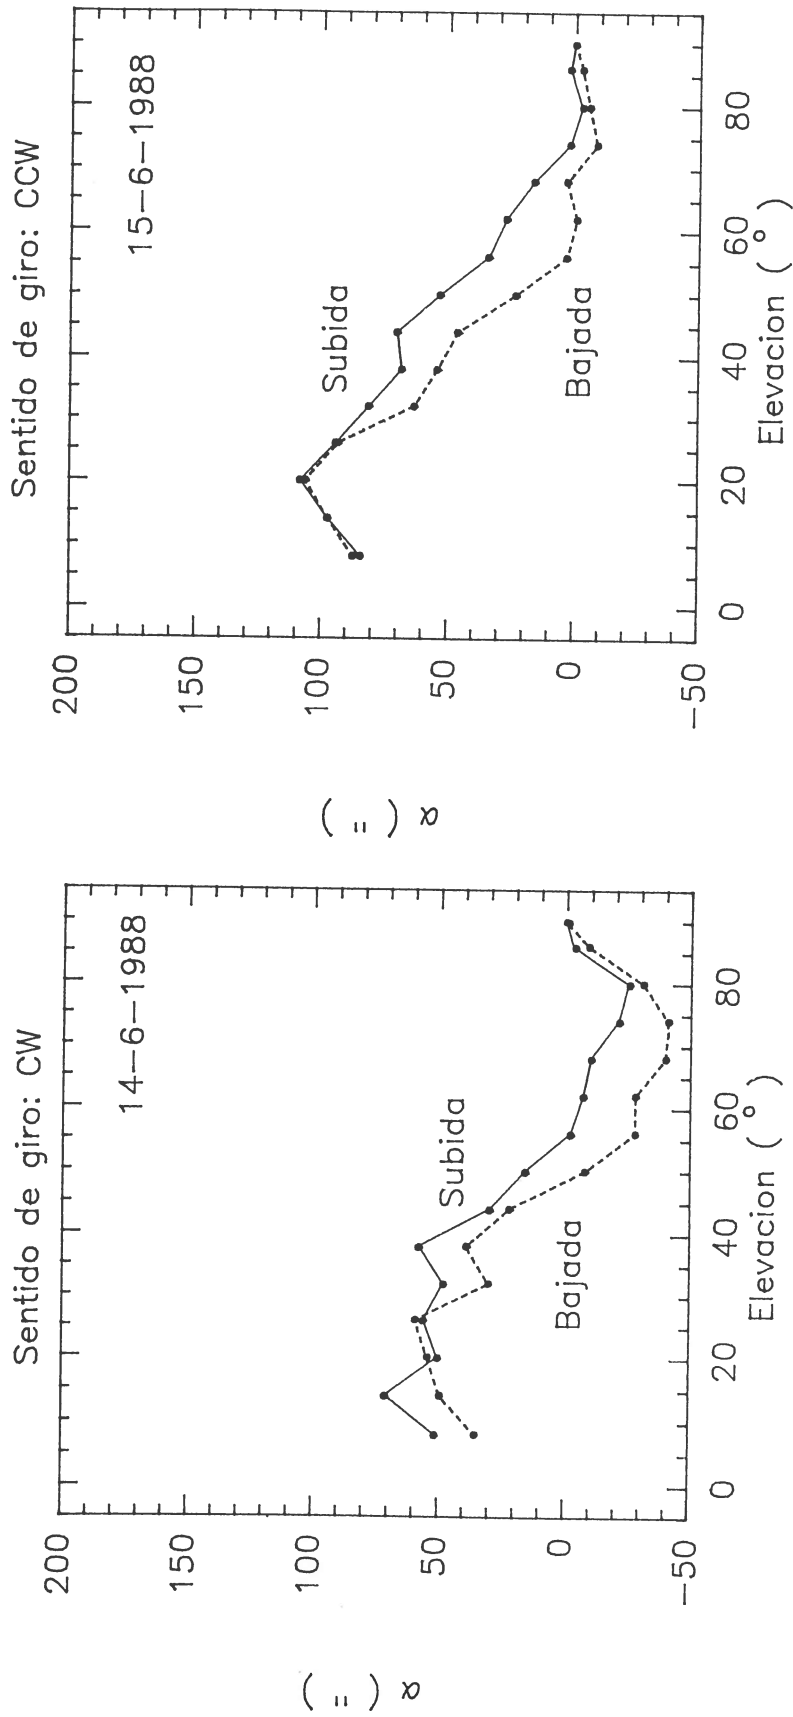 Sentido de giro: CW
14-6-1988
Subida
Bajada
200
150
100
50
0
-50
α ( " )
0 20 40 60 80
Elevacion ( ° )
Sentido de giro: CCW
15-6-1988
Subida
Bajada
200
150
100
50
0
-50
α ( " )
0 20 40 60 80
Elevacion ( ° )